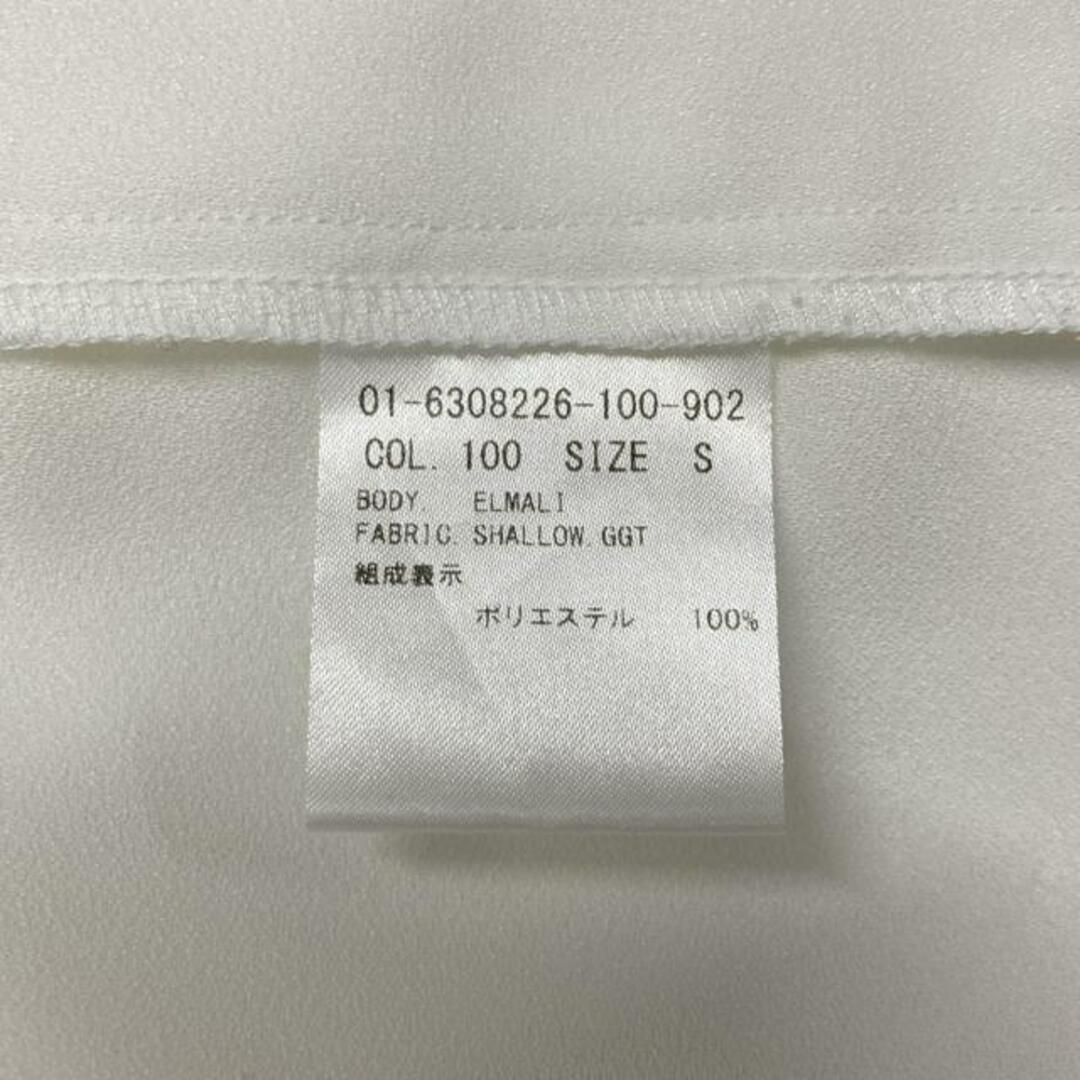 01-6308226-100-902
COL. 100 SIZE S
BODY. ELMALI
FABRIC. SHALLOW. GGT
組成表示
ポリエステル 100%